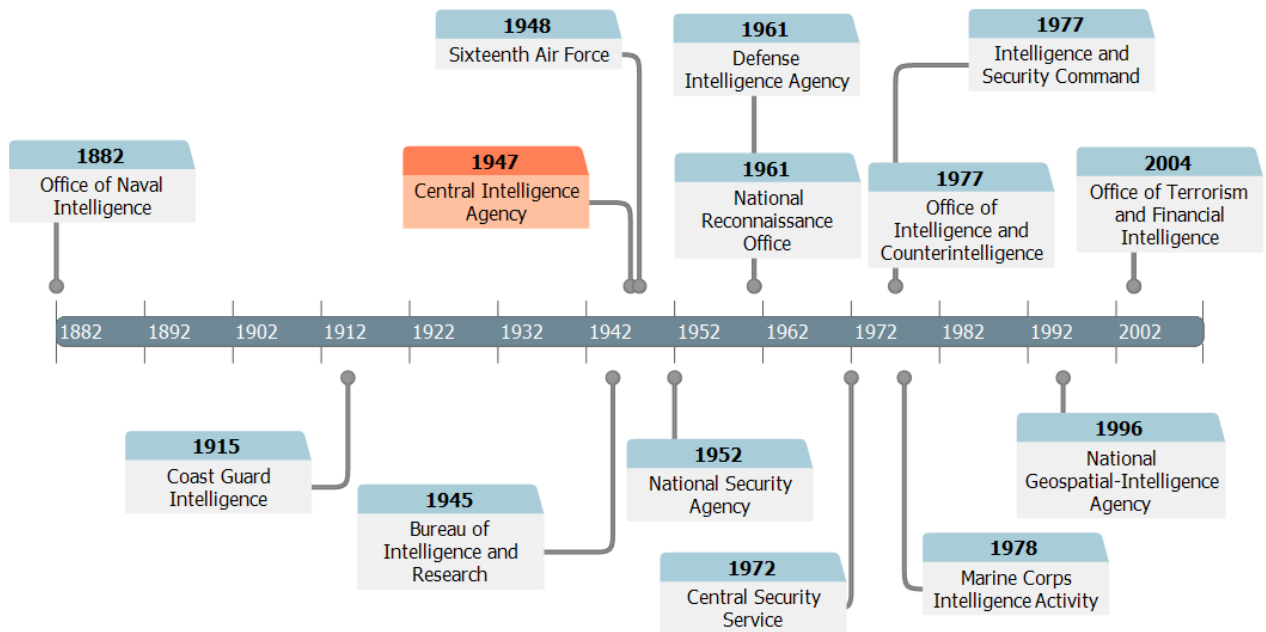 1948
Sixteenth Air Force
1961
Defense
Intelligence Agency
1977
Intelligence and
Security Command
1882
Office of Naval
Intelligence
1947
Central Intelligence
Agency
1961
National
Reconnaissance
Office
1977
Office of
Intelligence and
Counterintelligence
2004
Office of Terrorism
and Financial
Intelligence
1882 1892 1902 1912 1922 1932 1942 1952 1962 1972 1982 1992 2002
1915
Coast Guard
Intelligence
1945
Bureau of
Intelligence and
Research
1952
National Security
Agency
1972
Central Security
Service
1978
Marine Corps
Intelligence Activity
1996
National
Geospatial-Intelligence
Agency